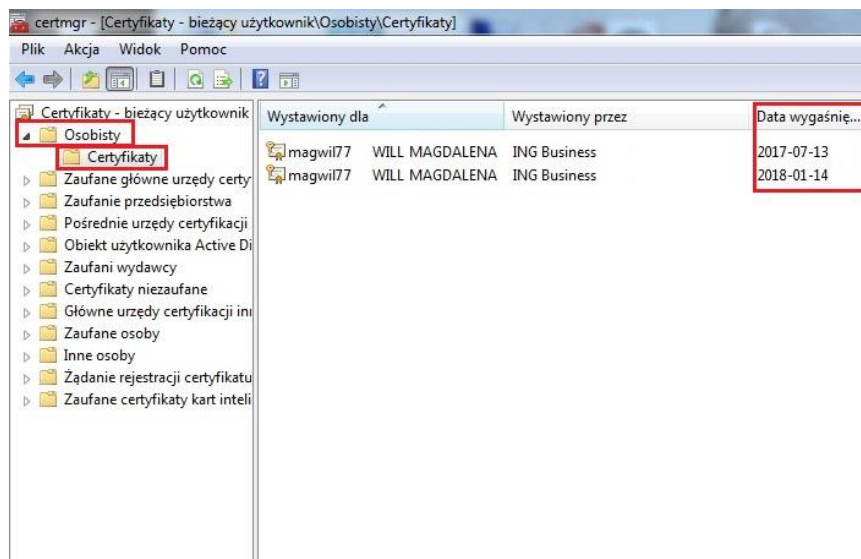 certmgr - [Certyfikaty - bieżący użytkownik\Osobisty\Certyfikaty]
Plik Akcja Widok Pomoc
Certyfikaty - bieżący użytkownik
Osobisty
Certyfikaty
Zaufane główne urzędy certy
Zaufanie przedsiębiorstwa
Pośrednie urzędy certyfikacji
Obiekt użytkownika Active Di
Zaufani wydawcy
Certyfikaty niezaufane
Główne urzędy certyfikacji inn
Zaufane osoby
Inne osoby
Żądanie rejestracji certyfikatu
Zaufane certyfikaty kart inteli
Wystawiony dla Wystawiony przez Data wygaśnię...
magwil77 WILL MAGDALENA ING Business 2017-07-13
magwil77 WILL MAGDALENA ING Business 2018-01-14